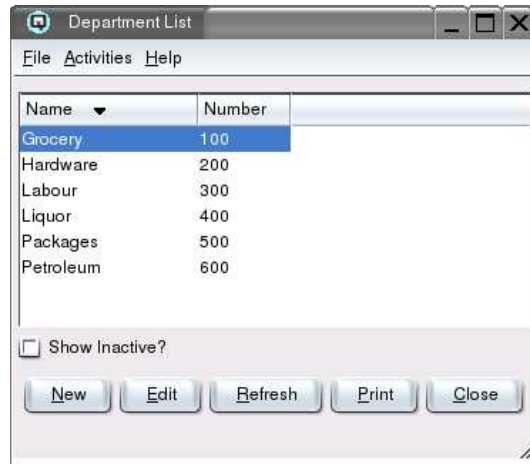 Department List
File Activities Help
Name Number
Grocery 100
Hardware 200
Labour 300
Liquor 400
Packages 500
Petroleum 600
Show Inactive?
New Edit Refresh Print Close